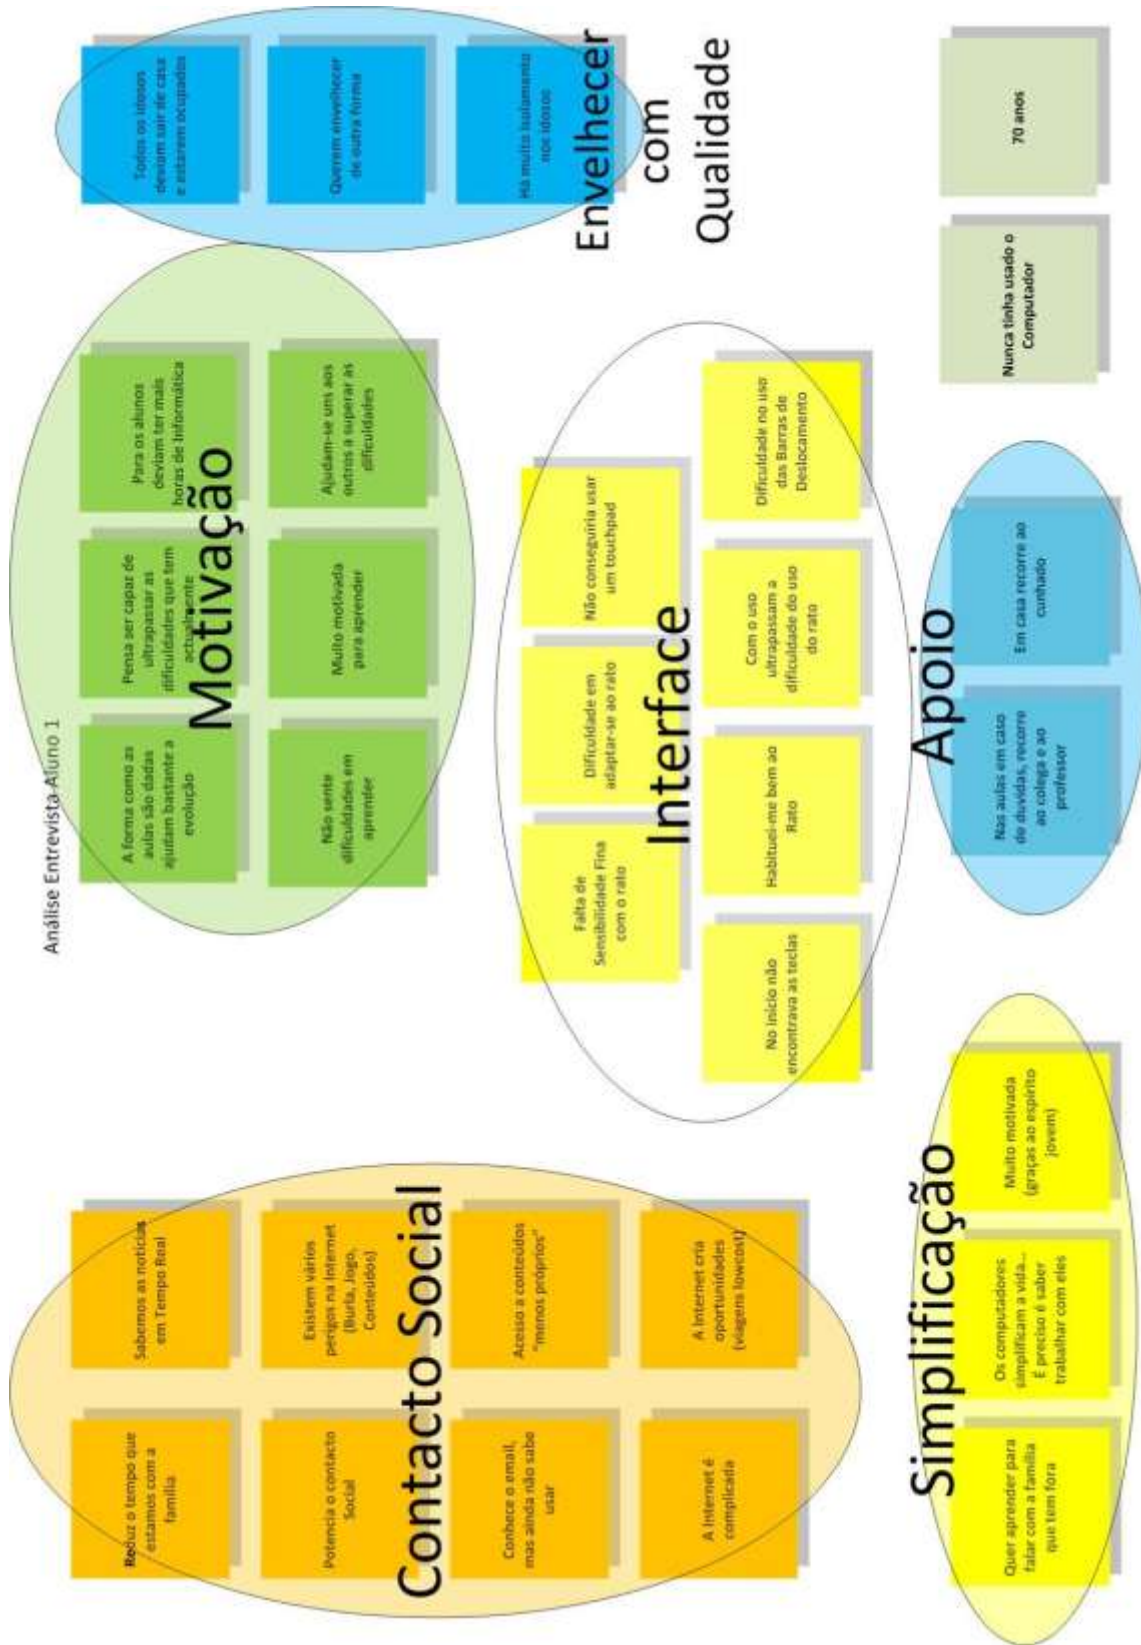 Análise Entrevista Aluno 1
Reduz o tempo que
estamos com a
família
Sabemos as notícias
em Tempo Real
Potencia o contacto
Social
Existem vários
perigos na Internet
(Burla, Jogo,
Conteúdos)
Contacto Social
Conhece o email,
mas ainda não sabe
usar
Acesso a conteúdos
"menos próprios"
A Internet é
complicada
A Internet cria
oportunidades
(viagens lowcost)
A forma como as
aulas são dadas
ajudam bastante a
evolução
Pensa ser capaz de
ultrapassar as
dificuldades que tem
actualmente
Para os alunos
deviam ter mais
horas de Informática
Motivação
Não sente
dificuldades em
aprender
Muito motivada
para aprender
Ajudam-se uns aos
outros a superar as
dificuldades
Todos os idosos
deviam sair de casa
e estarem ocupados
Querem envelhecer
de outra forma
Há muito isolamento
nos idosos
Envelhecer
com
Qualidade
Falta de
Sensibilidade Fina
com o rato
Dificuldade em
adaptar-se ao rato
Não conseguiria usar
um touchpad
Interface
No início não
encontrava as teclas
Habituei-me bem ao
Rato
Com o uso
ultrapassam a
dificuldade do uso
do rato
Dificuldade no uso
das Barras de
Deslocamento
Simplificação
Quer aprender para
falar com a família
que tem fora
Os computadores
simplificam a vida...
É preciso é saber
trabalhar com eles
Muito motivada
(graças ao espírito
jovem)
Apoio
Nas aulas em caso
de duvidas, recorre
ao colega e ao
professor
Em casa recorre ao
cunhado
Nunca tinha usado o
Computador
70 anos